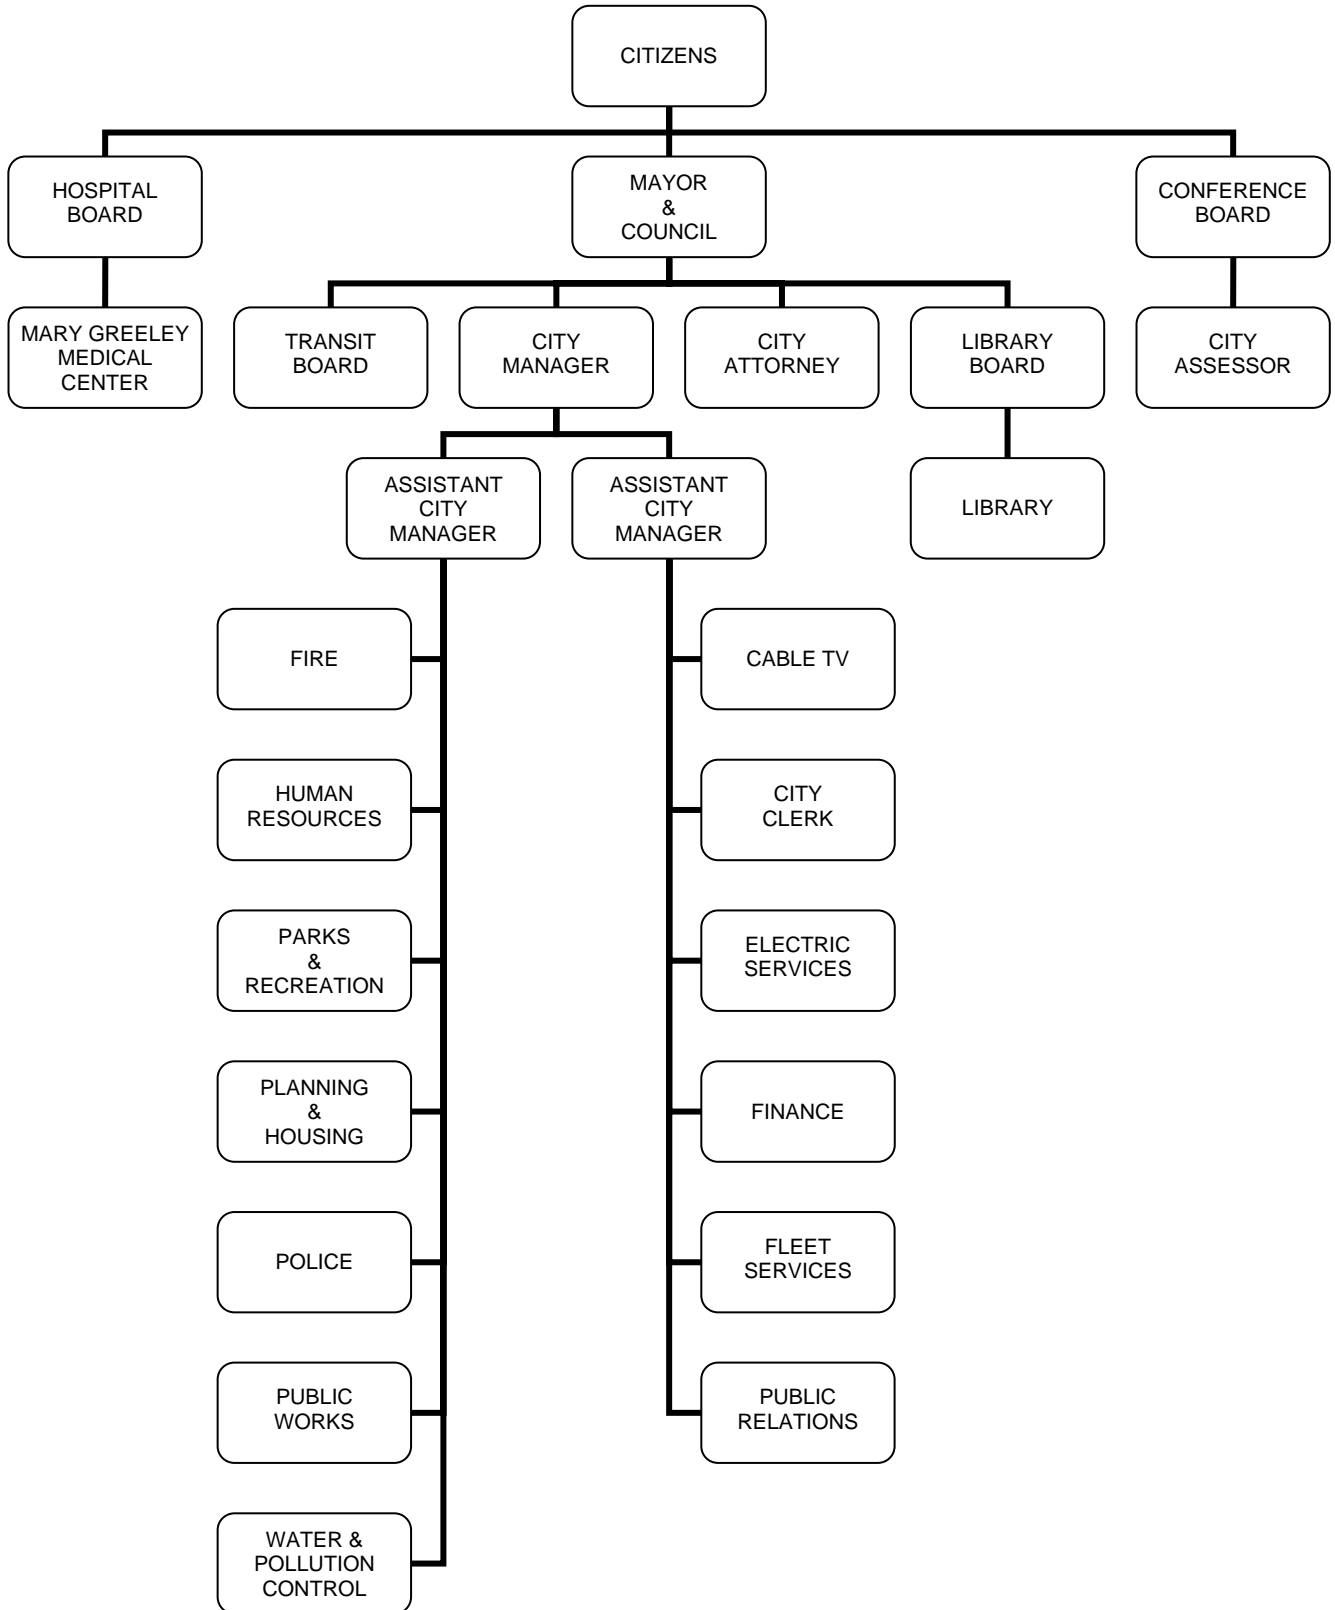 CITIZENS
HOSPITAL
BOARD
MAYOR
&
COUNCIL
CONFERENCE
BOARD
MARY GREELEY
MEDICAL
CENTER
TRANSIT
BOARD
CITY
MANAGER
CITY
ATTORNEY
LIBRARY
BOARD
CITY
ASSESSOR
ASSISTANT
CITY
MANAGER
ASSISTANT
CITY
MANAGER
LIBRARY
FIRE
CABLE TV
HUMAN
RESOURCES
CITY
CLERK
PARKS
&
RECREATION
ELECTRIC
SERVICES
PLANNING
&
HOUSING
FINANCE
POLICE
FLEET
SERVICES
PUBLIC
WORKS
PUBLIC
RELATIONS
WATER &
POLLUTION
CONTROL